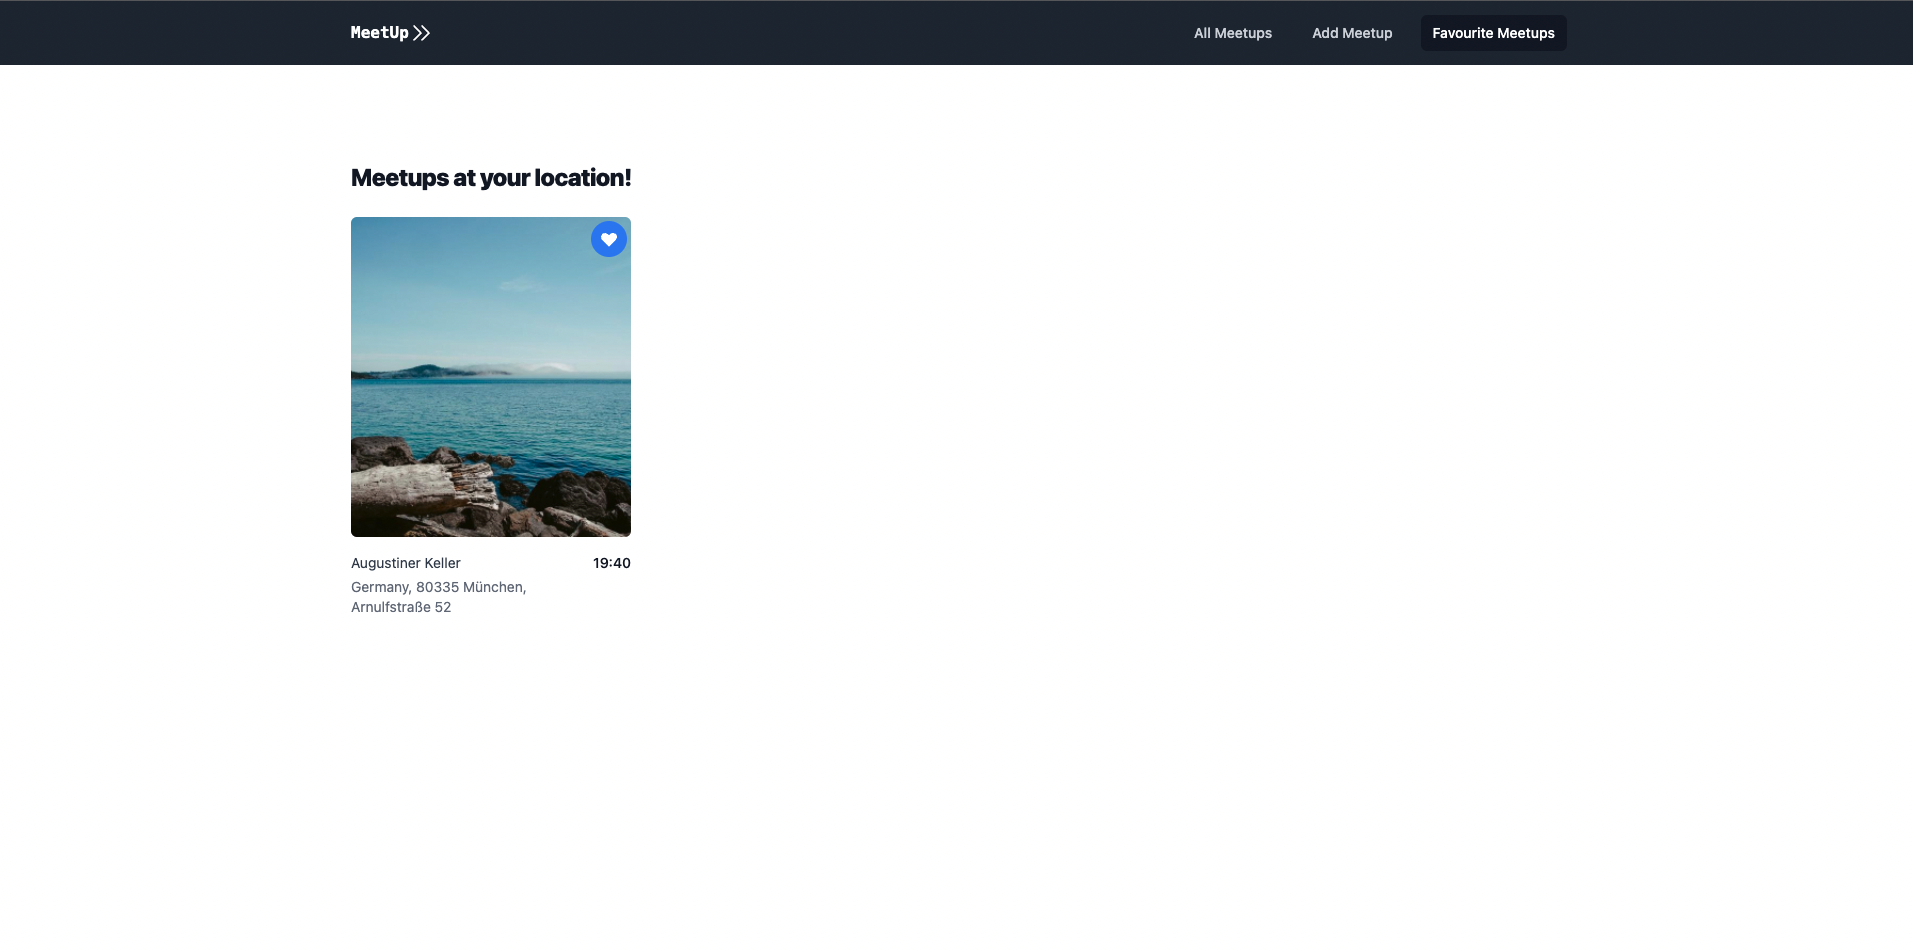 MeetUp
All Meetups
Add Meetup
Favourite Meetups
Meetups at your location!
Augustiner Keller
19:40
Germany, 80335 München,
Arnulfstraße 52